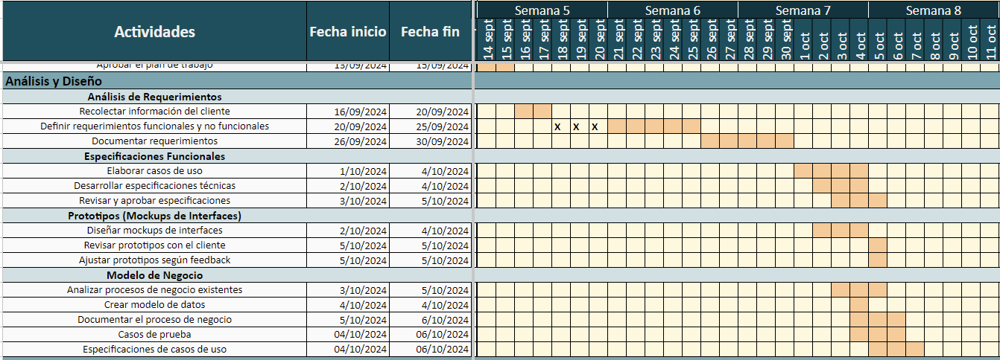 Actividades Fecha inicio Fecha fin Semana 5 Semana 6 Semana 7 Semana 8
14 sept 15 sept 16 sept 17 sept 18 sept 19 sept 20 sept 21 sept 22 sept 23 sept 24 sept 25 sept 26 sept 27 sept 28 sept 29 sept 30 sept 1 oct 2 oct 3 oct 4 oct 5 oct 6 oct 7 oct 8 oct 9 oct 10 oct 11 oct
Aprobar el plan de trabajo 13/09/2024 15/09/2024
Análisis y Diseño
Análisis de Requerimientos
Recolectar información del cliente 16/09/2024 20/09/2024
Definir requerimientos funcionales y no funcionales 20/09/2024 25/09/2024 X X X
Documentar requerimientos 26/09/2024 30/09/2024
Especificaciones Funcionales
Elaborar casos de uso 1/10/2024 4/10/2024
Desarrollar especificaciones técnicas 2/10/2024 4/10/2024
Revisar y aprobar especificaciones 3/10/2024 5/10/2024
Prototipos (Mockups de Interfaces)
Diseñar mockups de interfaces 2/10/2024 4/10/2024
Revisar prototipos con el cliente 5/10/2024 5/10/2024
Ajustar prototipos según feedback 5/10/2024 5/10/2024
Modelo de Negocio
Analizar procesos de negocio existentes 3/10/2024 5/10/2024
Crear modelo de datos 4/10/2024 4/10/2024
Documentar el proceso de negocio 5/10/2024 6/10/2024
Casos de prueba 04/10/2024 06/10/2024
Especificaciones de casos de uso 04/10/2024 06/10/2024